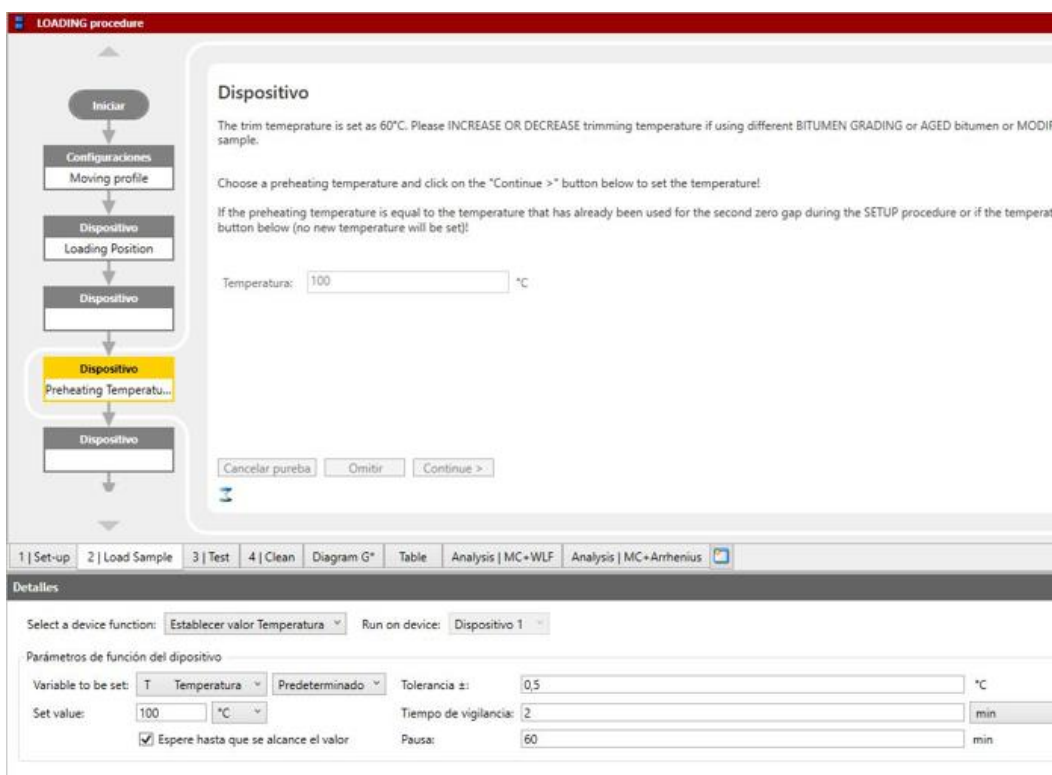 LOADING procedure
Iniciar
Configuraciones
Moving profile
Dispositivo
Loading Position
Dispositivo
Dispositivo
Preheating Temperatu...
Dispositivo
Dispositivo
The trim temeprature is set as 60°C. Please INCREASE OR DECREASE trimming temperature if using different BITUMEN GRADING or AGED bitumen or MODIF
sample.
Choose a preheating temperature and click on the "Continue >" button below to set the temperature!
If the preheating temperature is equal to the temperature that has already been used for the second zero gap during the SETUP procedure or if the temperat
button below (no new temperature will be set)!
Temperatura: 100 °C
Cancelar pureba Omitir Continue >
1 | Set-up 2 | Load Sample 3 | Test 4 | Clean Diagram G* Table Analysis | MC+WLF Analysis | MC+Arrhenius
Detalles
Select a device function: Establecer valor Temperatura Run on device: Dispositivo 1
Parámetros de función del dipositivo
Variable to be set: T Temperatura Predeterminado Tolerancia ±: 0,5 °C
Set value: 100 °C Tiempo de vigilancia: 2 min
Espere hasta que se alcance el valor Pausa: 60 min